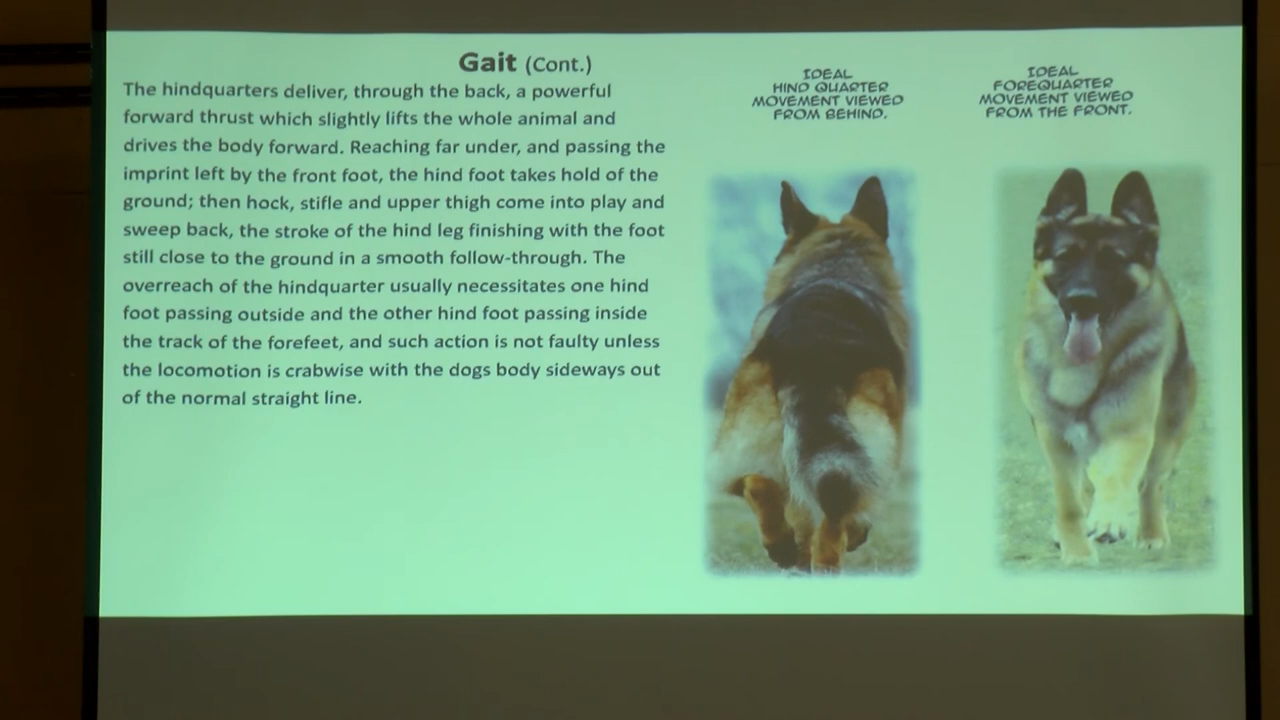 Gait (Cont.)
The hindquarters deliver, through the back, a powerful
forward thrust which slightly lifts the whole animal and
drives the body forward. Reaching far under, and passing the
imprint left by the front foot, the hind foot takes hold of the
ground; then hock, stifle and upper thigh come into play and
sweep back, the stroke of the hind leg finishing with the foot
still close to the ground in a smooth follow-through. The
overreach of the hindquarter usually necessitates one hind
foot passing outside and the other hind foot passing inside
the track of the forefeet, and such action is not faulty unless
the locomotion is crabwise with the dogs body sideways out
of the normal straight line.
IDEAL
HIND QUARTER
MOVEMENT VIEWED
FROM BEHIND.
IDEAL
FOREQUARTER
MOVEMENT VIEWED
FROM THE FRONT.